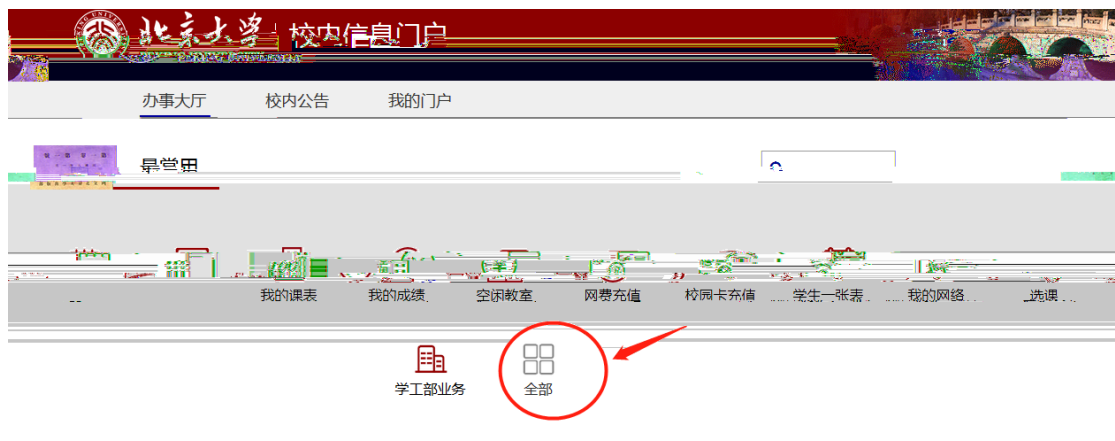 北京大学 校内信息门户
办事大厅 校内公告 我的门户
最常用
我的课表 我的成绩 空闲教室 网费充值 校园卡充值 学生一张表 我的网络 选课
学工部业务 全部